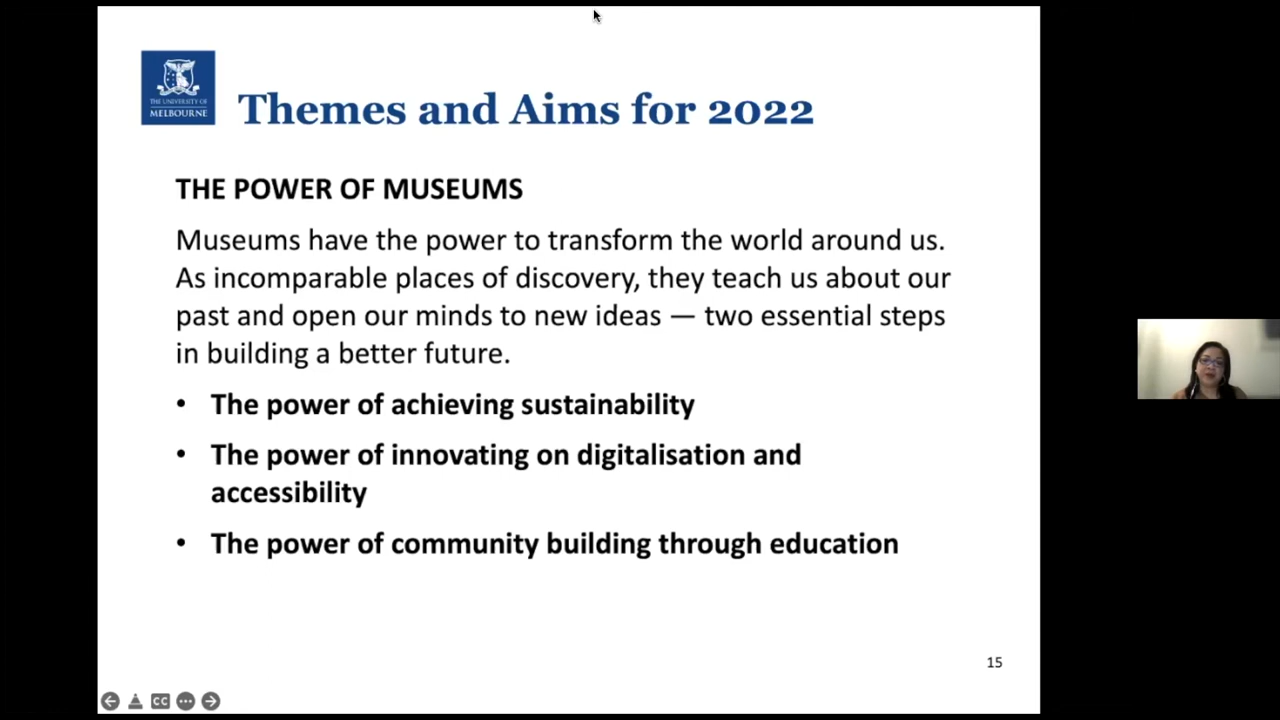 THE UNIVERSITY OF
MELBOURNE
Themes and Aims for 2022
THE POWER OF MUSEUMS
Museums have the power to transform the world around us.
As incomparable places of discovery, they teach us about our
past and open our minds to new ideas — two essential steps
in building a better future.
• The power of achieving sustainability
• The power of innovating on digitalisation and
accessibility
• The power of community building through education
15
CC